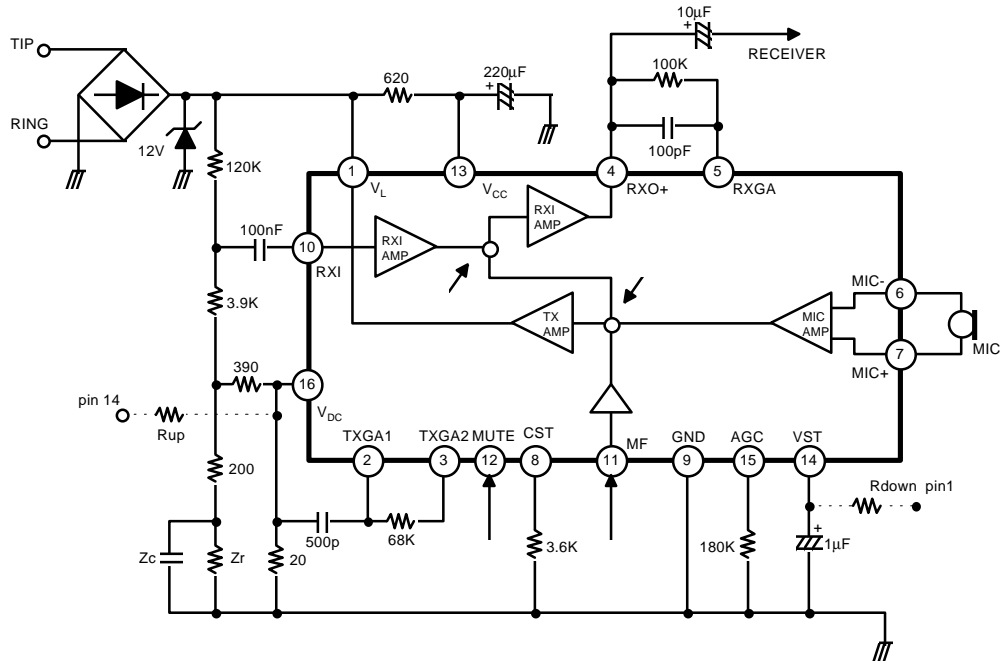 10µF
+
TIP
RECEIVER
620
220µF
+
100K
RING
12V
120K
100pF
1
13
4
5
V_L
V_CC
RXO+
RXGA
RXI
AMP
100nF
10
RXI
AMP
RXI
MIC-
6
3.9K
TX
AMP
MIC
AMP
MIC
7
MIC+
390
16
pin 14
V_DC
Rup
TXGA1
TXGA2
MUTE
CST
MF
GND
AGC
VST
2
3
12
8
11
9
15
14
200
Rdown pin1
500p
68K
+
Zc
Zr
20
3.6K
180K
1µF